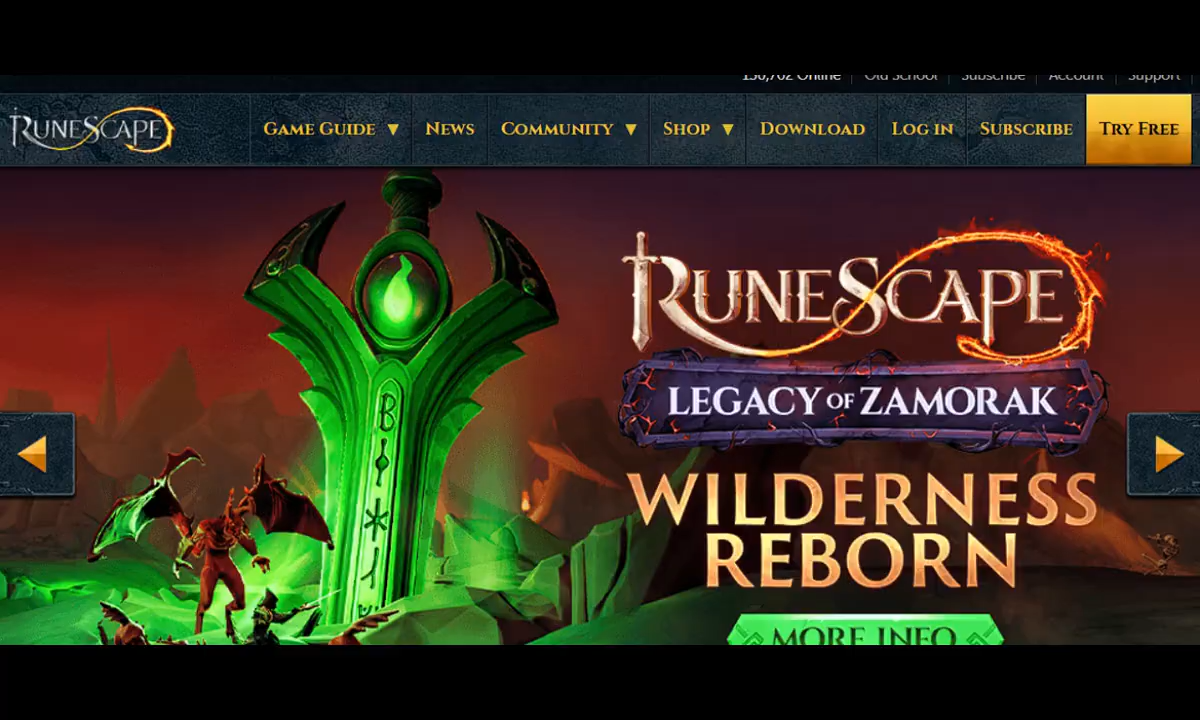 Online
Old School
Subscribe
Account
Support
RuneScape
Game Guide ▼
News
Community ▼
Shop ▼
Download
Log in
Subscribe
Try Free
RuneScape
LEGACY OF ZAMORAK
WILDERNESS
REBORN
MORE INFO